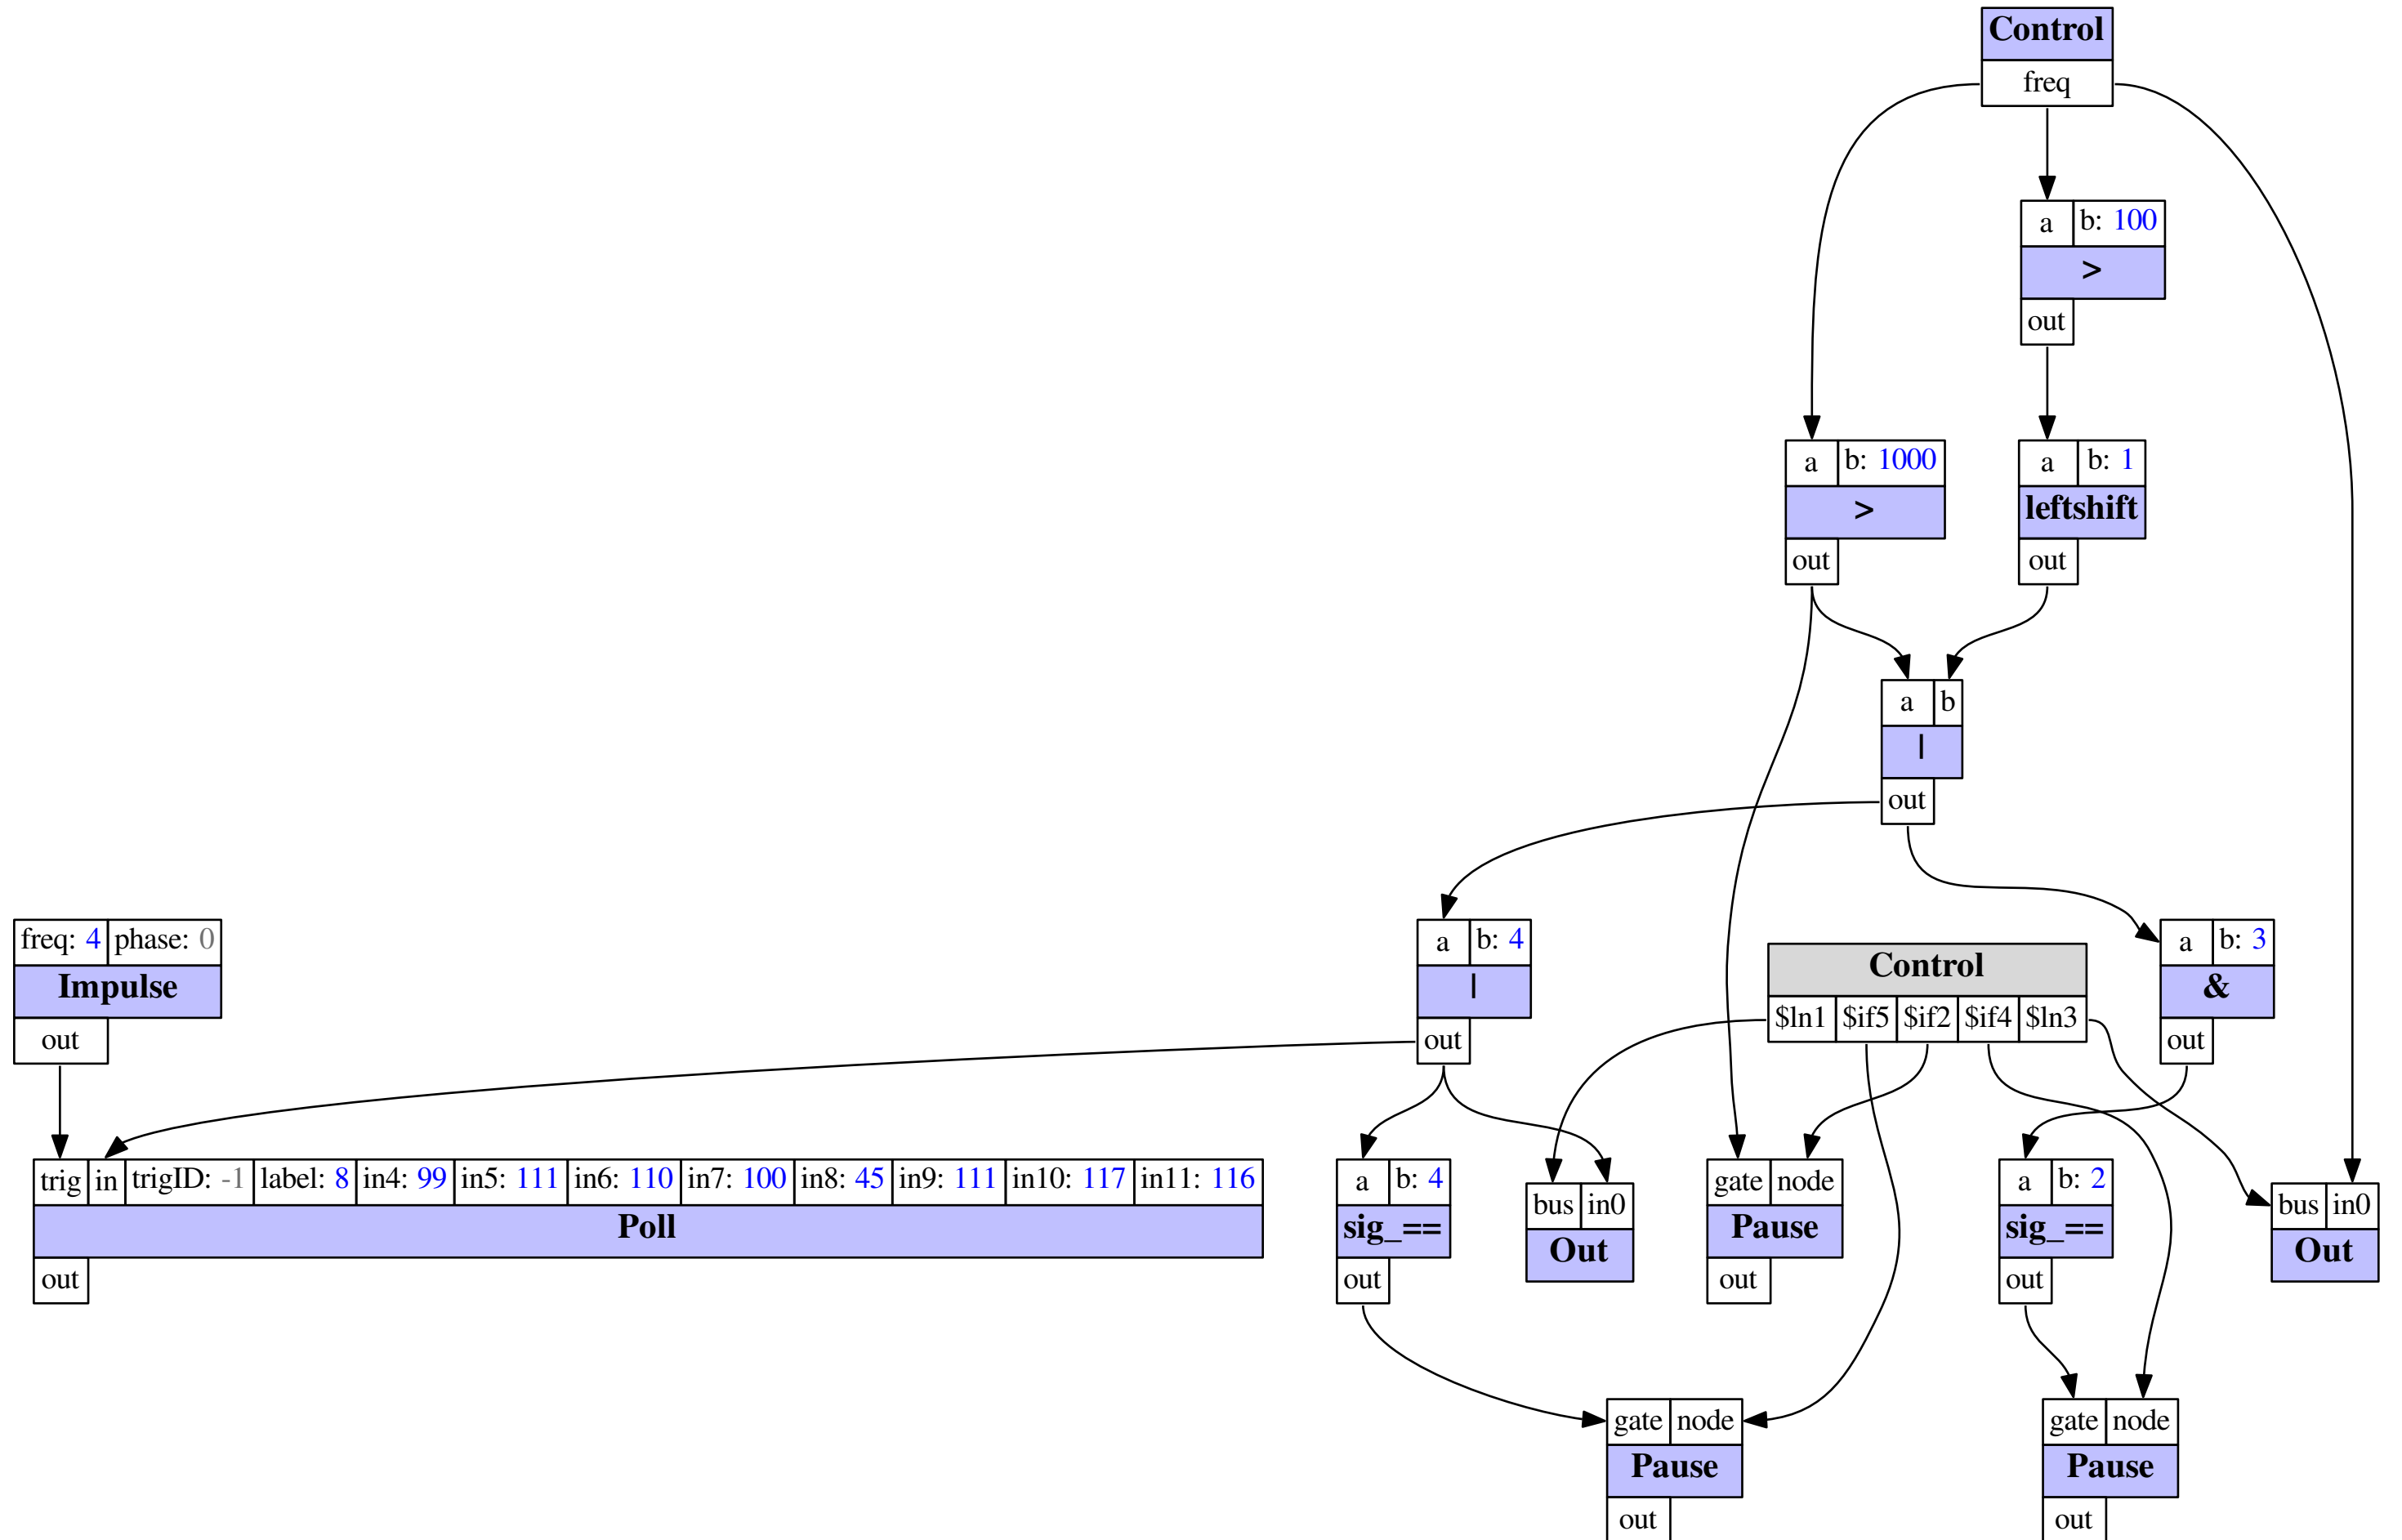 Control
freq
a b: 100
>
out
a b: 1000
>
out
a b: 1
leftshift
out
a b
|
out
freq: 4 phase: 0
Impulse
out
a b: 4
|
out
Control
$ln1 $if5 $if2 $if4 $ln3
a b: 3
&
out
trig in trigID: -1 label: 8 in4: 99 in5: 111 in6: 110 in7: 100 in8: 45 in9: 111 in10: 117 in11: 116
Poll
out
a b: 4
sig_==
out
bus in0
Out
gate node
Pause
out
a b: 2
sig_==
out
bus in0
Out
gate node
Pause
out
gate node
Pause
out